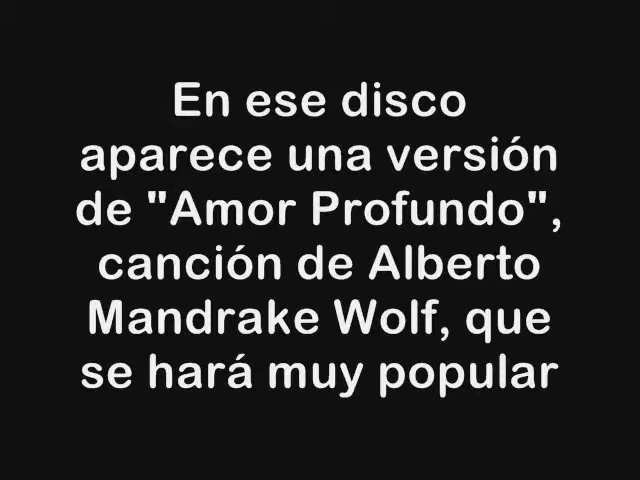 En ese disco
aparece una versión
de "Amor Profundo",
canción de Alberto
Mandrake Wolf, que
se hará muy popular